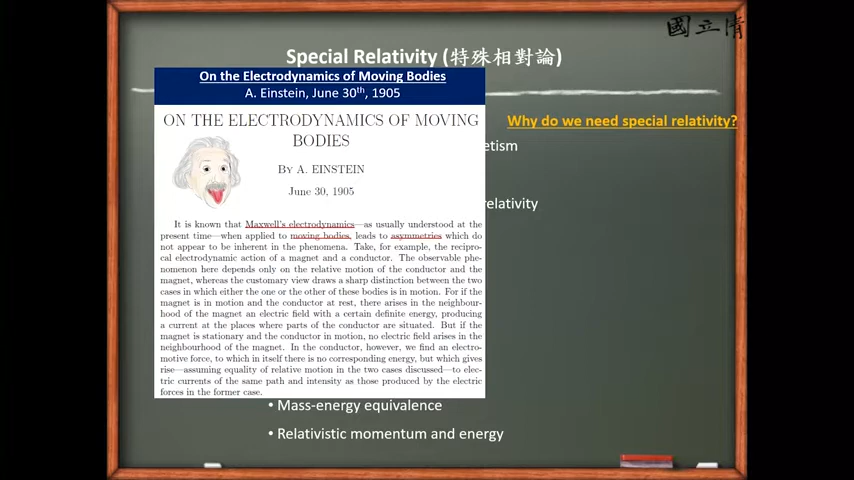 國立清
Special Relativity (特殊相對論)
On the Electrodynamics of Moving Bodies
A. Einstein, June 30th, 1905
Why do we need special relativity?
ON THE ELECTRODYNAMICS OF MOVING
BODIES
By A. EINSTEIN
June 30, 1905
etism
relativity
It is known that Maxwell's electrodynamics—as usually understood at the
present time—when applied to moving bodies, leads to asymmetries which do
not appear to be inherent in the phenomena. Take, for example, the recipro-
cal electrodynamic action of a magnet and a conductor. The observable phe-
nomenon here depends only on the relative motion of the conductor and the
magnet, whereas the customary view draws a sharp distinction between the two
cases in which either the one or the other of these bodies is in motion. For if the
magnet is in motion and the conductor at rest, there arises in the neighbour-
hood of the magnet an electric field with a certain definite energy, producing
a current at the places where parts of the conductor are situated. But if the
magnet is stationary and the conductor in motion, no electric field arises in the
neighbourhood of the magnet. In the conductor, however, we find an electro-
motive force, to which in itself there is no corresponding energy, but which gives
rise—assuming equality of relative motion in the two cases discussed—to elec-
tric currents of the same path and intensity as those produced by the electric
forces in the former case.
• Mass-energy equivalence
• Relativistic momentum and energy